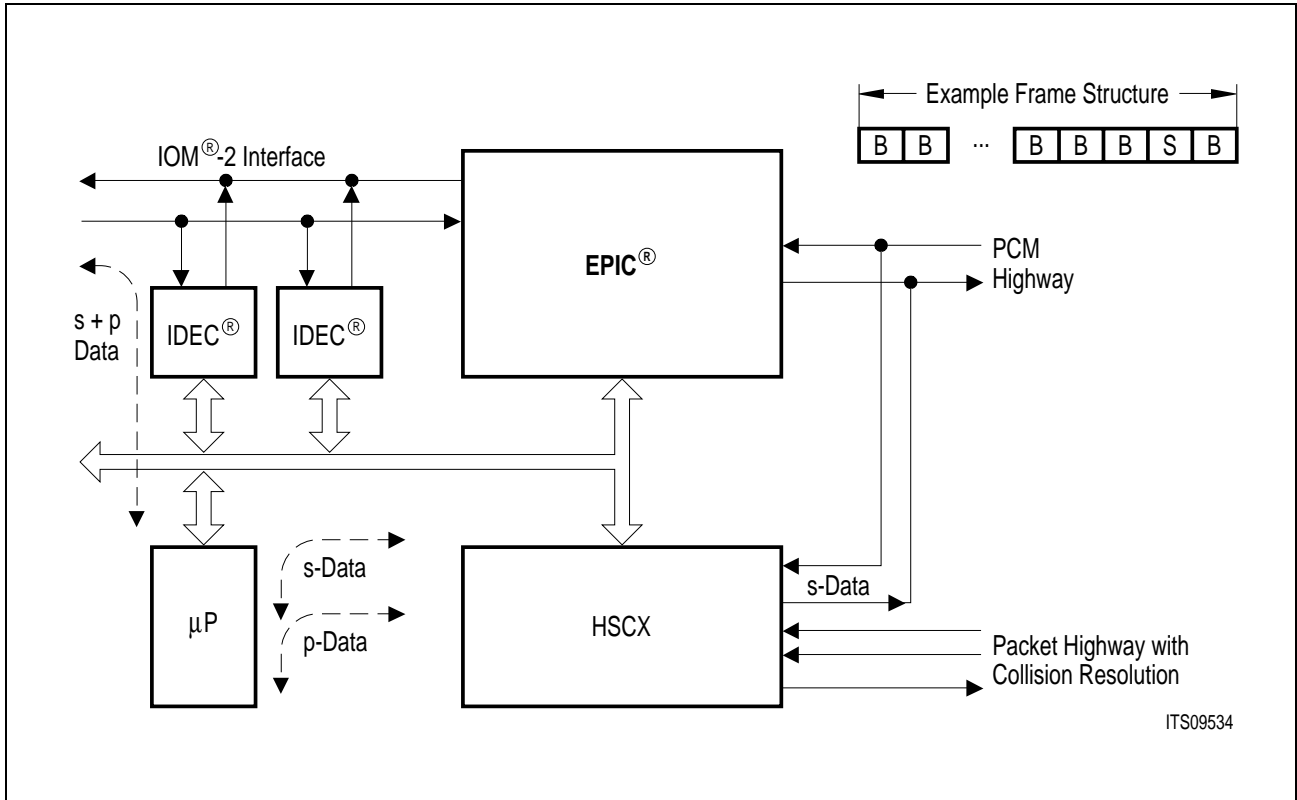 Example Frame Structure
B B ... B B B S B
IOM®-2 Interface
EPIC®
PCM
Highway
s + p
Data
IDEC®
IDEC®
s-Data
p-Data
μP
HSCX
s-Data
Packet Highway with
Collision Resolution
ITS09534